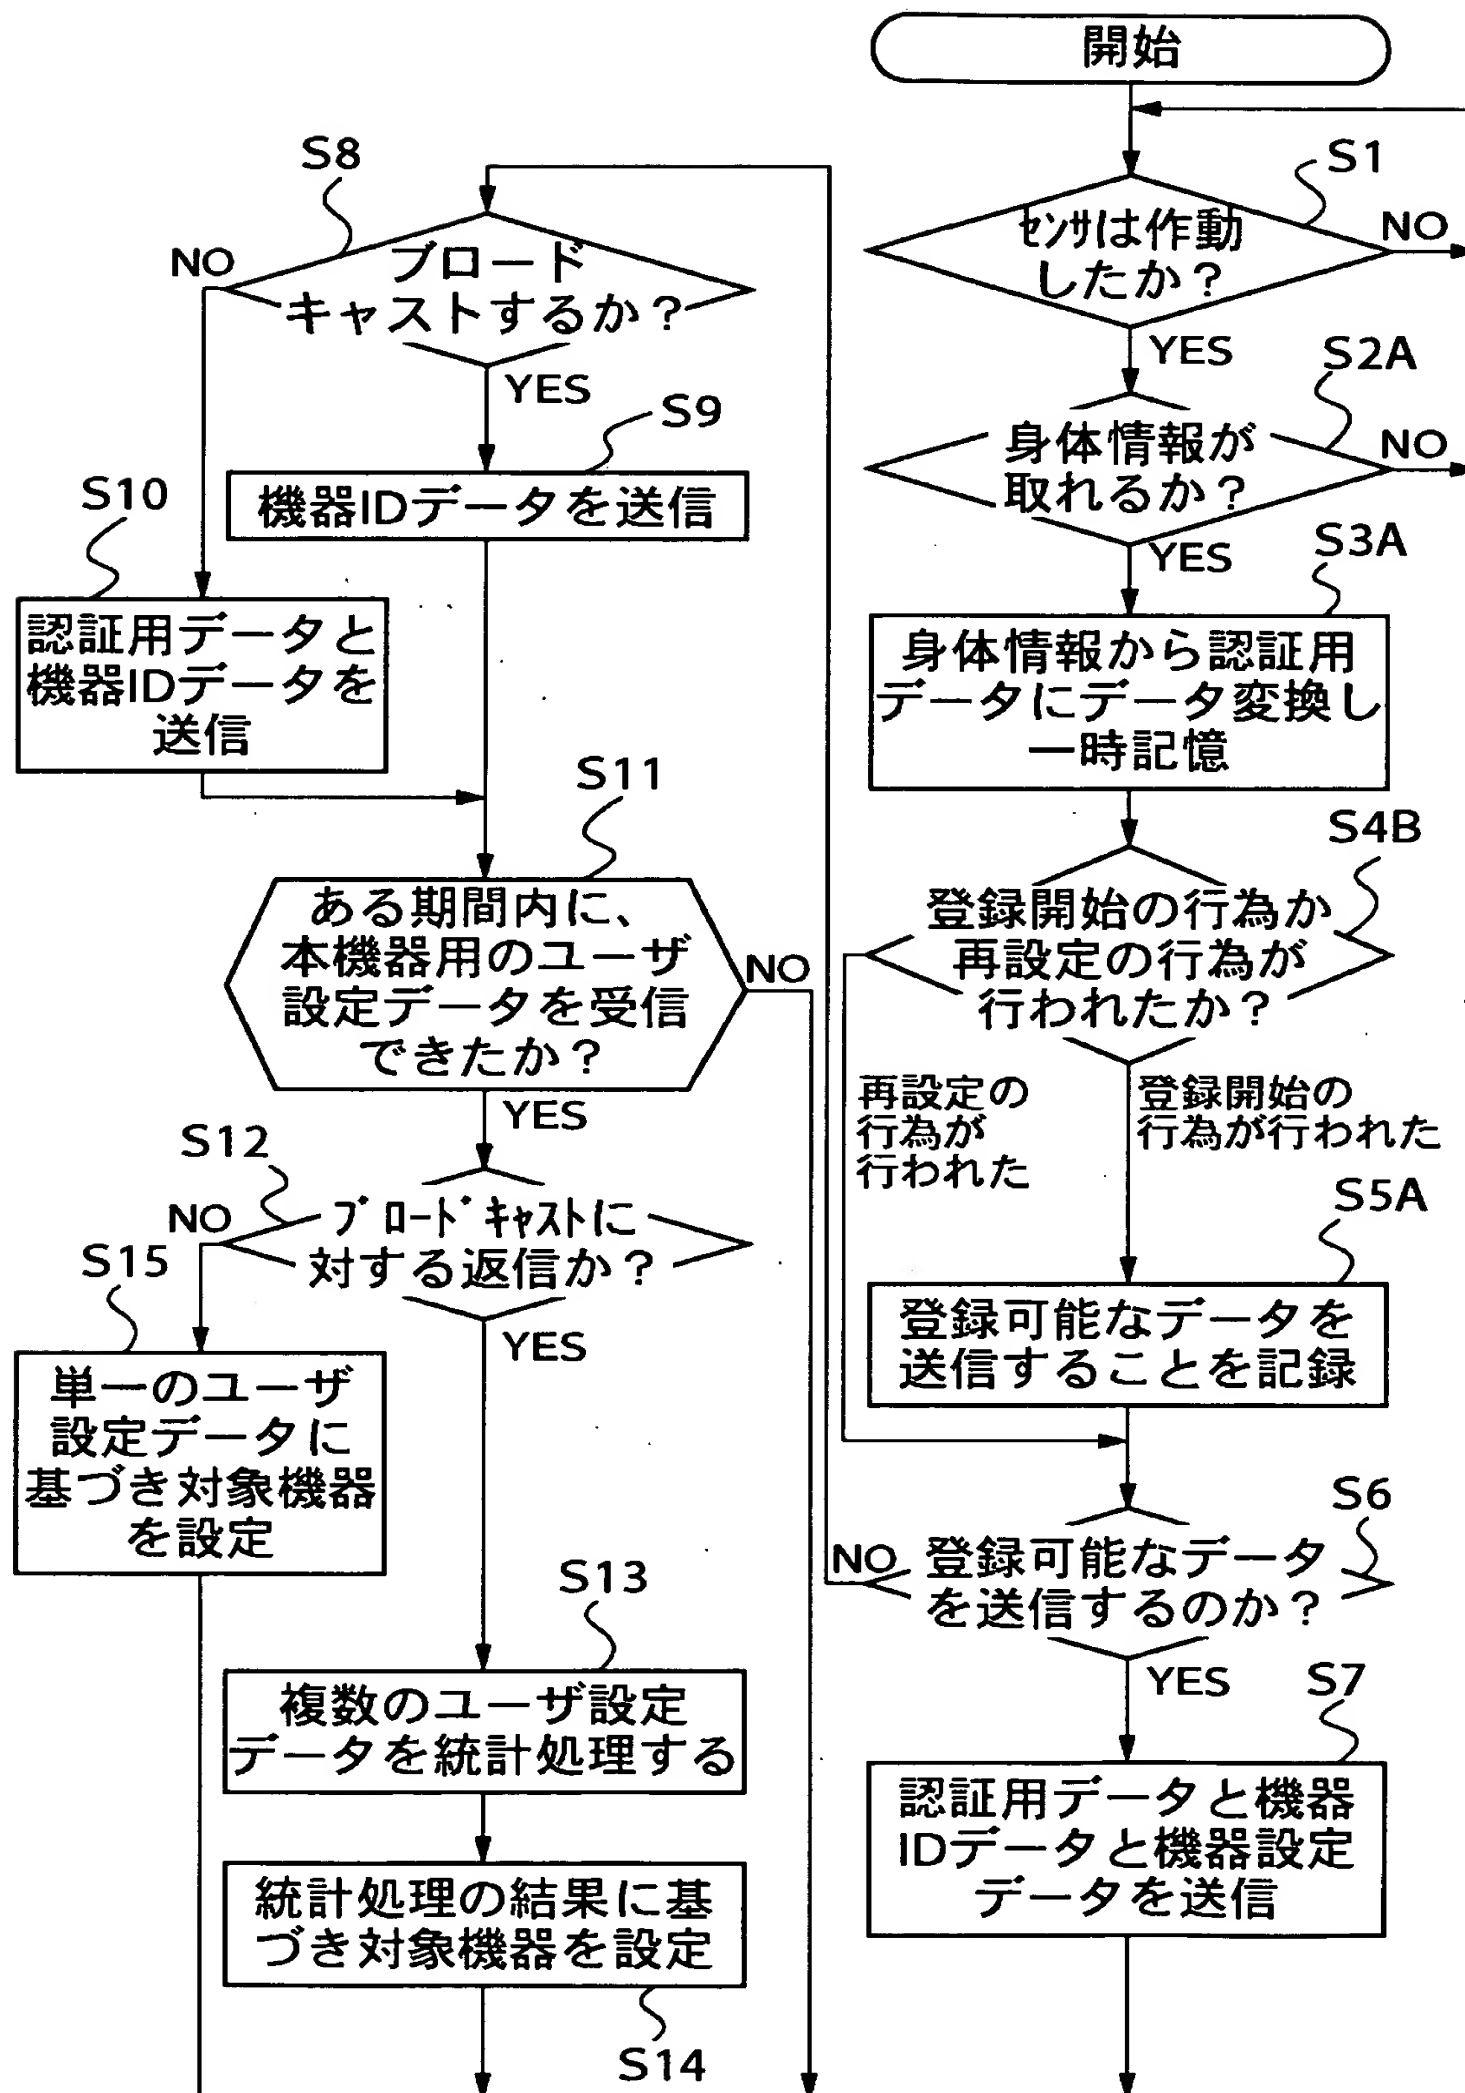 開始
S1
センサは作動
したか？
NO
YES
S2A
身体情報が
取れるか？
NO
YES
S3A
身体情報から認証用
データにデータ変換し
一時記憶
S4B
登録開始の行為か
再設定の行為が
行われたか？
再設定の
行為が
行われた
登録開始の
行為が行われた
S5A
登録可能なデータを
送信することを記録
S6
NO
登録可能なデータ
を送信するのか？
YES
S7
認証用データと機器
IDデータと機器設定
データを送信
S8
NO
ブロード
キャストするか？
YES
S9
機器IDデータを送信
S10
認証用データと
機器IDデータを
送信
S11
ある期間内に、
本機器用のユーザ
設定データを受信
できたか？
NO
YES
S12
NO
ブロードキャストに
対する返信か？
YES
S15
単一のユーザ
設定データに
基づき対象機器
を設定
S13
複数のユーザ設定
データを統計処理する
統計処理の結果に基
づき対象機器を設定
S14